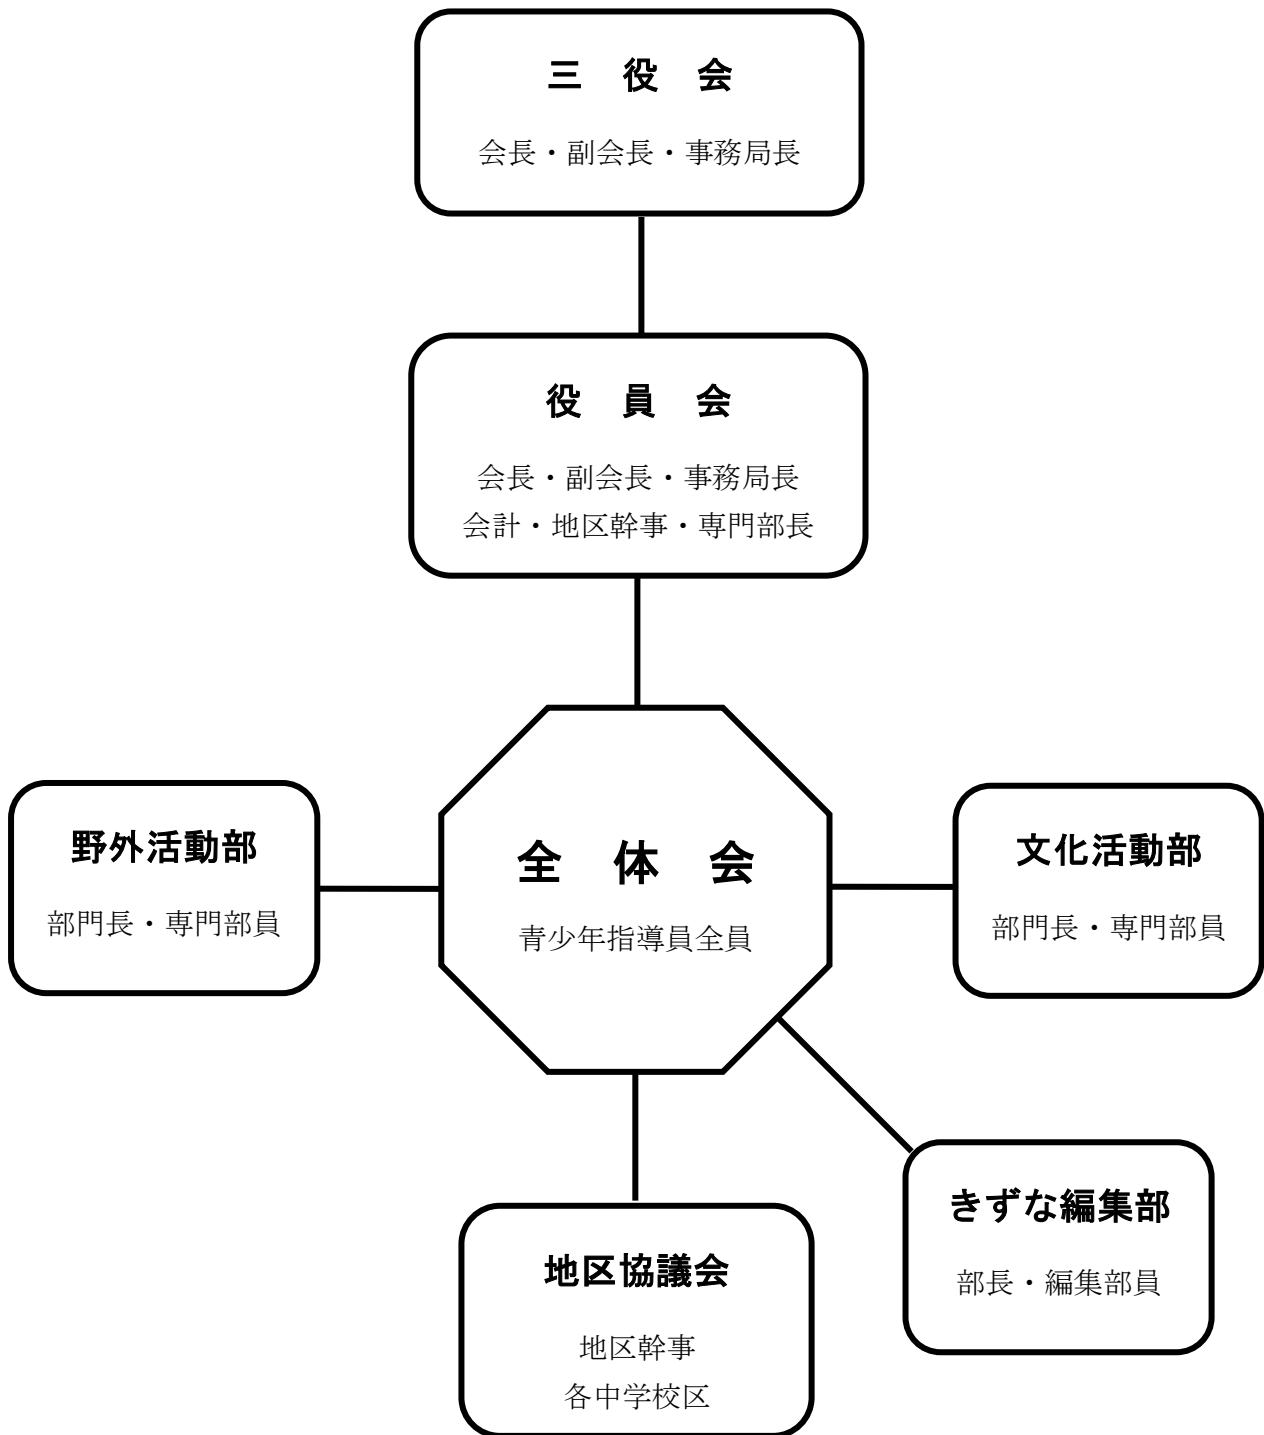 三　役　会
会長・副会長・事務局長
役　員　会
会長・副会長・事務局長
会計・地区幹事・専門部長
全　体　会
青少年指導員全員
野外活動部
部門長・専門部員
文化活動部
部門長・専門部員
きずな編集部
部長・編集部員
地区協議会
地区幹事
各中学校区